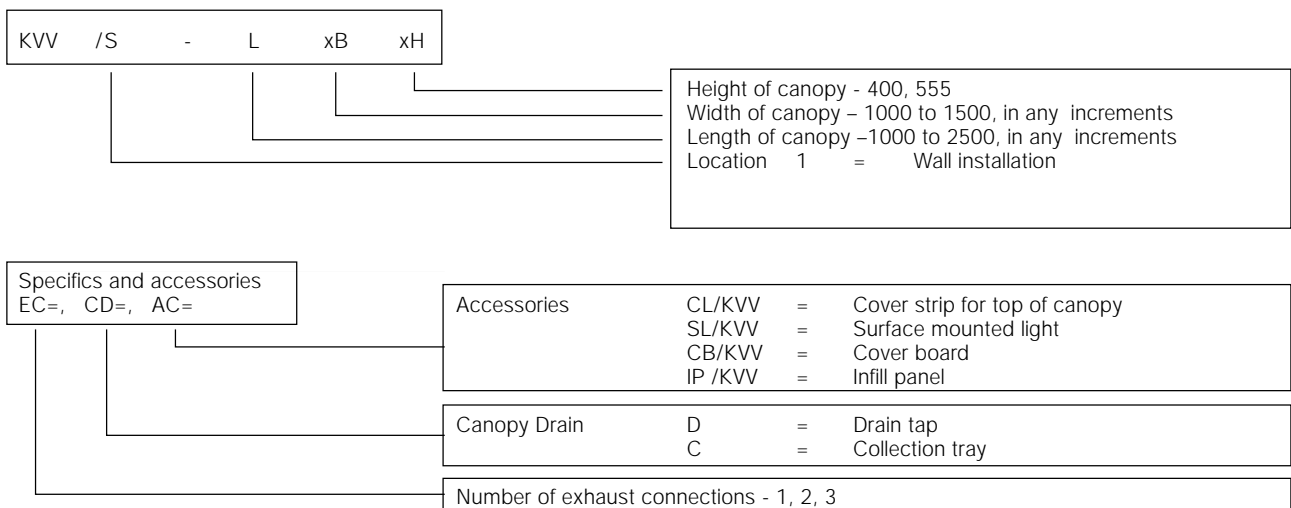 KVV /S - L xB xH
Height of canopy - 400, 555
Width of canopy – 1000 to 1500, in any increments
Length of canopy –1000 to 2500, in any increments
Location 1 = Wall installation
Specifics and accessories
EC=, CD=, AC=
Accessories CL/KVV = Cover strip for top of canopy
SL/KVV = Surface mounted light
CB/KVV = Cover board
IP /KVV = Infill panel
Canopy Drain D = Drain tap
C = Collection tray
Number of exhaust connections - 1, 2, 3